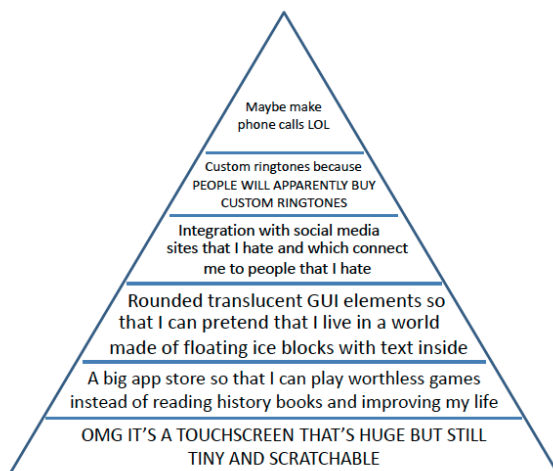 Maybe make
phone calls LOL
Custom ringtones because
PEOPLE WILL APPARENTLY BUY
CUSTOM RINGTONES
Integration with social media
sites that I hate and which connect
me to people that I hate
Rounded translucent GUI elements so
that I can pretend that I live in a world
made of floating ice blocks with text inside
A big app store so that I can play worthless games
instead of reading history books and improving my life
OMG IT'S A TOUCHSCREEN THAT'S HUGE BUT STILL
TINY AND SCRATCHABLE